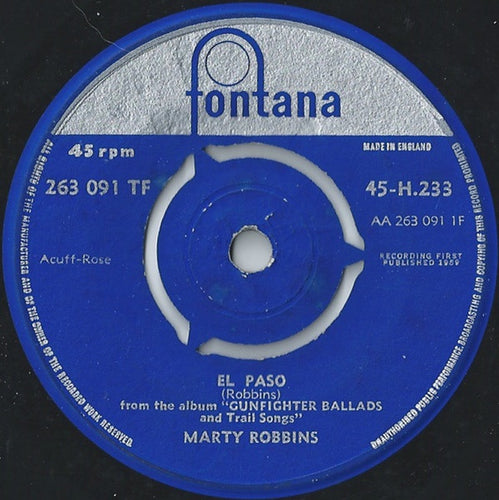 fontana
45 rpm
MADE IN ENGLAND
263 091 TF
45-H.233
AA 263 091 1F
Acuff-Rose
RECORDING FIRST
PUBLISHED 1959
EL PASO
(Robbins)
from the album "GUNFIGHTER BALLADS
and Trail Songs"
MARTY ROBBINS
ALL RIGHTS OF THE MANUFACTURER AND OF THE OWNER OF THE RECORDED WORK RESERVED.
UNAUTHORISED PUBLIC PERFORMANCE, BROADCASTING AND COPYING OF THIS RECORD PROHIBITED